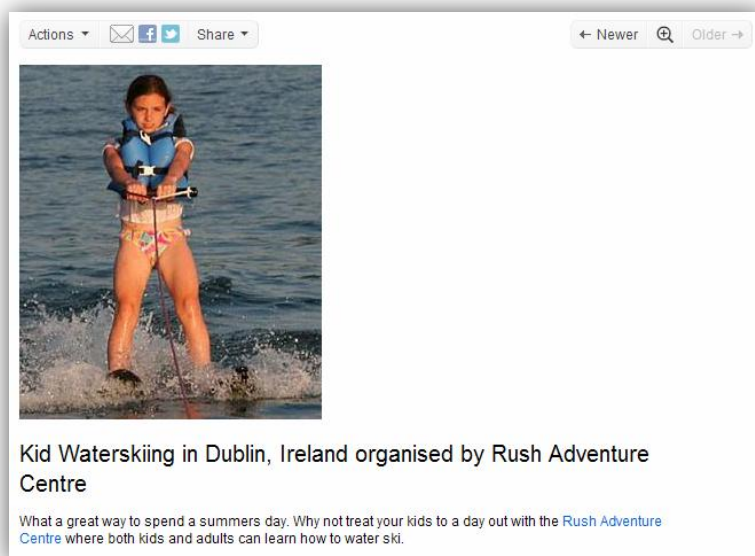 Actions Share ← Newer Older →
Kid Waterskiing in Dublin, Ireland organised by Rush Adventure
Centre
What a great way to spend a summers day. Why not treat your kids to a day out with the Rush Adventure
Centre where both kids and adults can learn how to water ski.